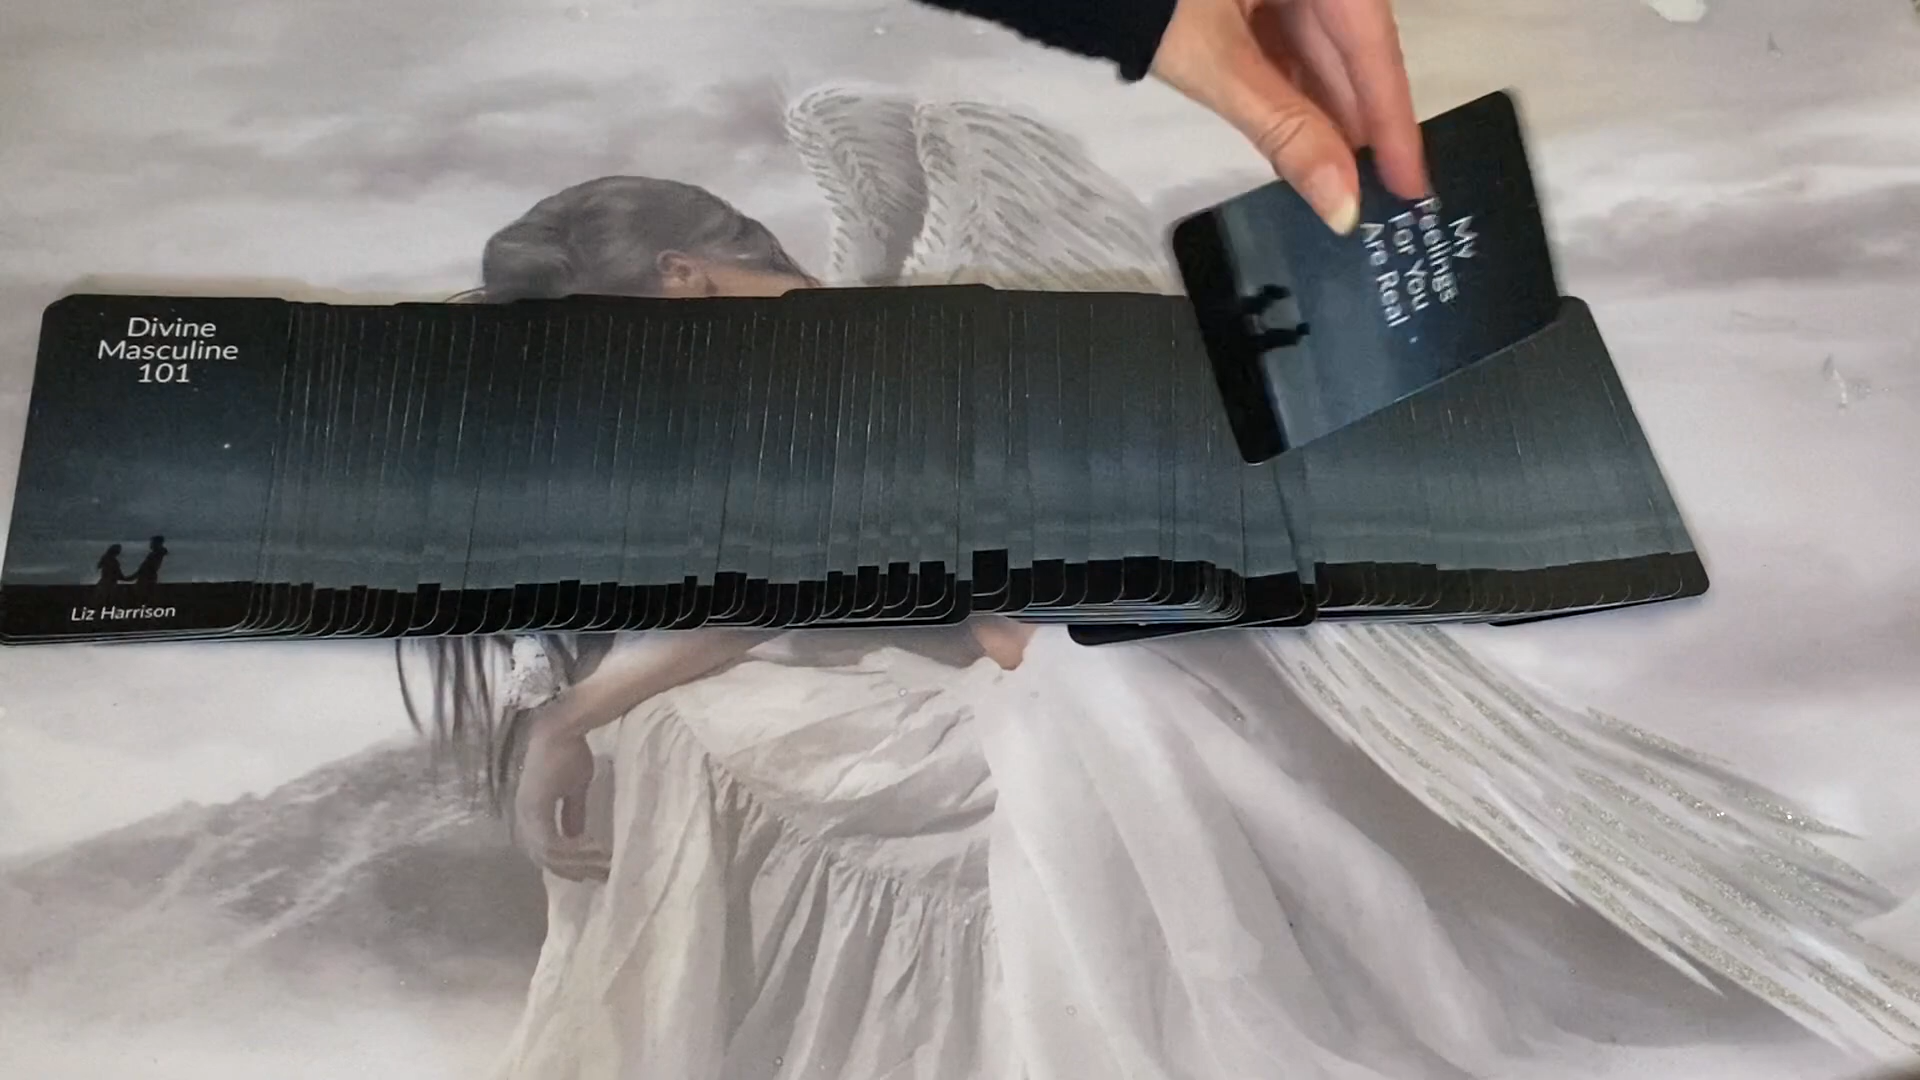 Divine
Masculine
101
Liz Harrison
My
Feelings
For You
Are Real